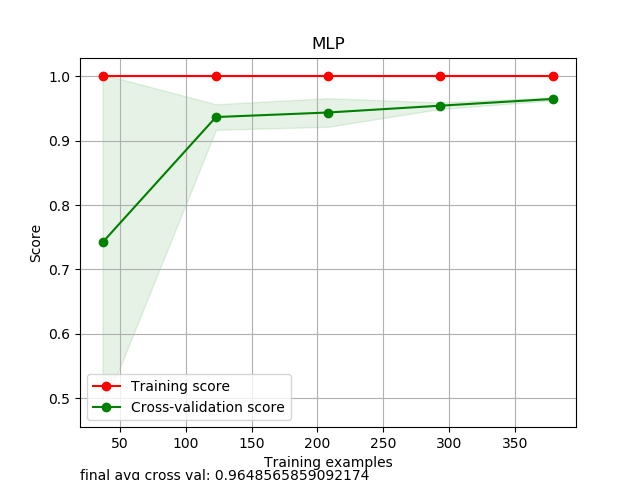 MLP
1.0
0.9
0.8
0.7
0.6
0.5
Score
Training score
Cross-validation score
50 100 150 200 250 300 350
Training examples
final avg cross val: 0.9648565859092174